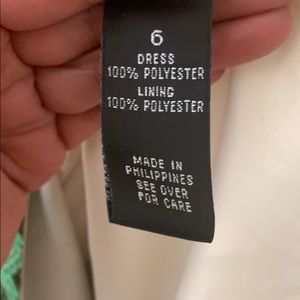 6
DRESS
100% POLYESTER
LINING
100% POLYESTER
MADE IN
PHILIPPINES
SEE OVER
FOR CARE